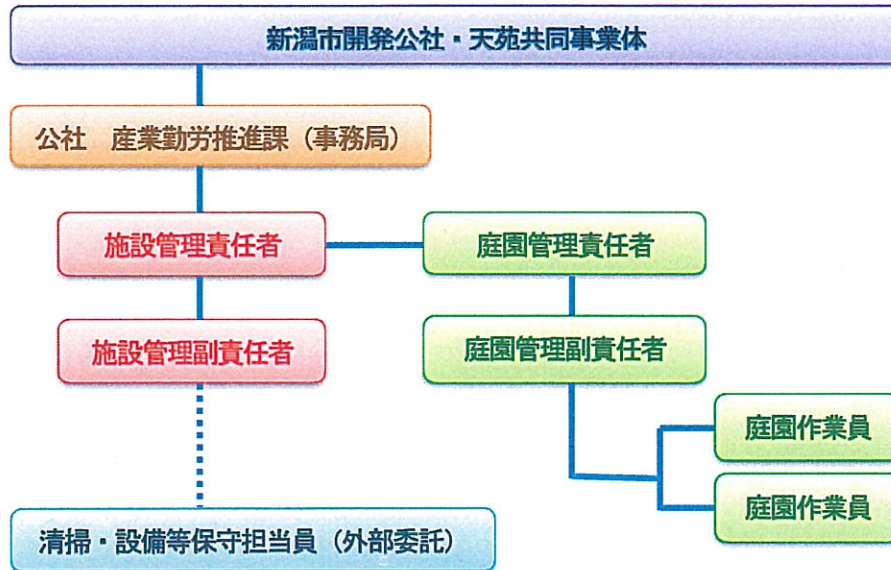 新潟市開発公社・天苑共同事業体
公社　産業勤労推進課（事務局）
施設管理責任者
庭園管理責任者
施設管理副責任者
庭園管理副責任者
庭園作業員
庭園作業員
清掃・設備等保守担当員（外部委託）